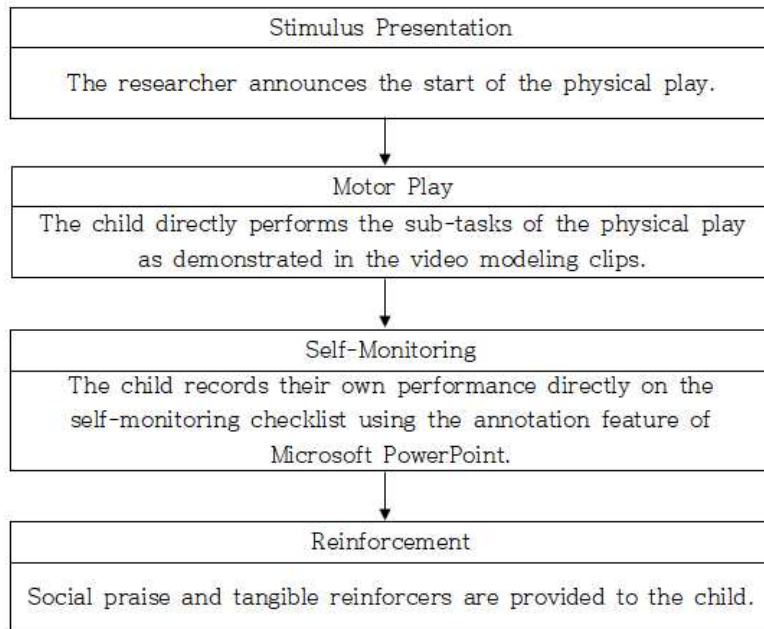 Stimulus Presentation
The researcher announces the start of the physical play.
Motor Play
The child directly performs the sub-tasks of the physical play
as demonstrated in the video modeling clips.
Self-Monitoring
The child records their own performance directly on the
self-monitoring checklist using the annotation feature of
Microsoft PowerPoint.
Reinforcement
Social praise and tangible reinforcers are provided to the child.